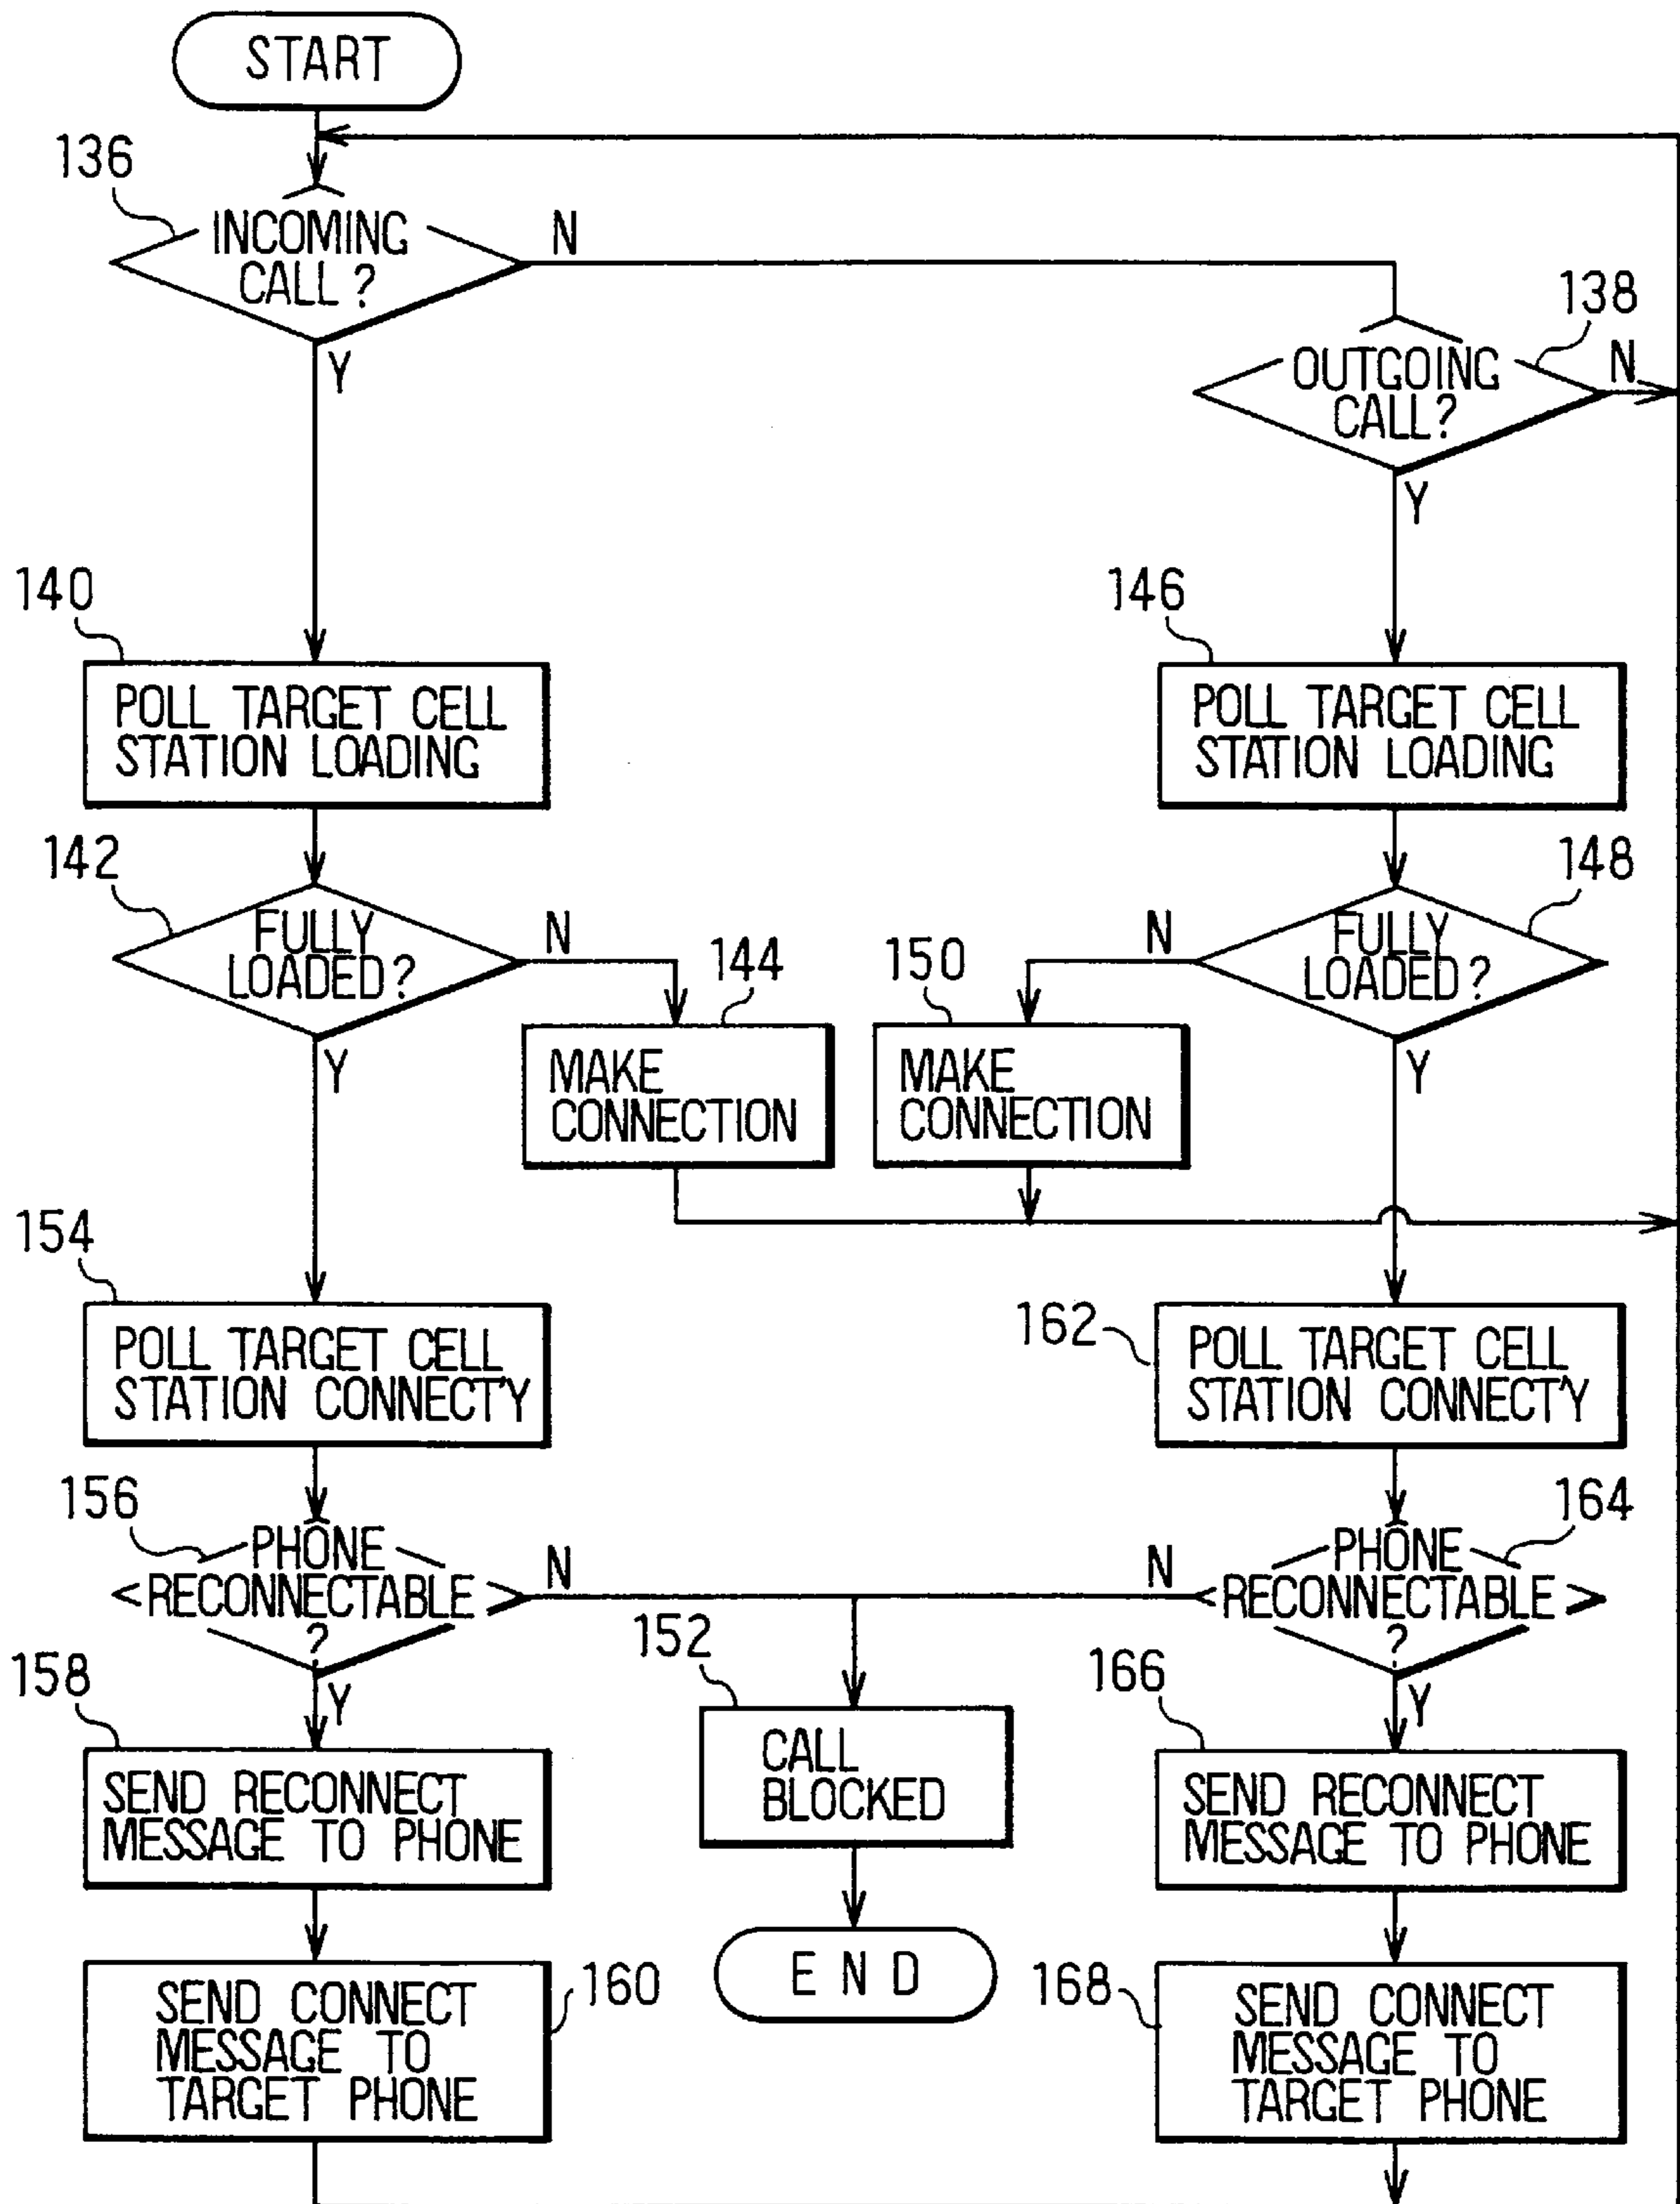 START
136
INCOMING
CALL?
N
Y
138
OUTGOING
CALL?
N
Y
140
POLL TARGET CELL
STATION LOADING
146
POLL TARGET CELL
STATION LOADING
142
FULLY
LOADED?
N
Y
144
MAKE
CONNECTION
150
MAKE
CONNECTION
148
FULLY
LOADED?
N
Y
154
POLL TARGET CELL
STATION CONNECT'Y
162
POLL TARGET CELL
STATION CONNECT'Y
156
PHONE
RECONNECTABLE
?
N
Y
152
CALL
BLOCKED
END
164
PHONE
RECONNECTABLE
?
N
Y
158
SEND RECONNECT
MESSAGE TO PHONE
166
SEND RECONNECT
MESSAGE TO PHONE
160
SEND CONNECT
MESSAGE TO
TARGET PHONE
168
SEND CONNECT
MESSAGE TO
TARGET PHONE